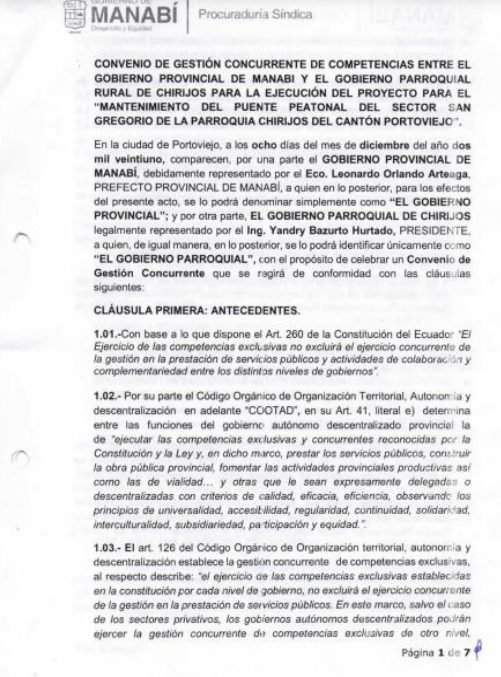 GOBIERNO DE
MANABÍ
Desarrollo y Equidad
Procuraduría Síndica
CONVENIO DE GESTIÓN CONCURRENTE DE COMPETENCIAS ENTRE EL
GOBIERNO PROVINCIAL DE MANABI Y EL GOBIERNO PARROQUIAL
RURAL DE CHIRIJOS PARA LA EJECUCIÓN DEL PROYECTO PARA EL
"MANTENIMIENTO DEL PUENTE PEATONAL DEL SECTOR SAN
GREGORIO DE LA PARROQUIA CHIRIJOS DEL CANTÓN PORTOVIEJO".
En la ciudad de Portoviejo, a los ocho días del mes de diciembre del año dos
mil veintiuno, comparecen, por una parte el GOBIERNO PROVINCIAL DE
MANABÍ, debidamente representado por el Eco. Leonardo Orlando Arteaga,
PREFECTO PROVINCIAL DE MANABÍ, a quien en lo posterior, para los efectos
del presente acto, se lo podrá denominar simplemente como "EL GOBIERNO
PROVINCIAL"; y por otra parte, EL GOBIERNO PARROQUIAL DE CHIRIJOS
legalmente representado por el Ing. Yandry Bazurto Hurtado, PRESIDENTE,
a quien, de igual manera, en lo posterior, se lo podrá identificar únicamente como
"EL GOBIERNO PARROQUIAL", con el propósito de celebrar un Convenio de
Gestión Concurrente que se regirá de conformidad con las cláusulas
siguientes:
CLÁUSULA PRIMERA: ANTECEDENTES.
1.01.-Con base a lo que dispone el Art. 260 de la Constitución del Ecuador "El
Ejercicio de las competencias exclusivas no excluirá el ejercicio concurrente de
la gestión en la prestación de servicios públicos y actividades de colaboración y
complementariedad entre los distintos niveles de gobiernos".
1.02.- Por su parte el Código Orgánico de Organización Territorial, Autonomía y
descentralización en adelante "COOTAD", en su Art. 41, literal e) determina
entre las funciones del gobierno autónomo descentralizado provincial la
de "ejecutar las competencias exclusivas y concurrentes reconocidas por la
Constitución y la Ley y, en dicho marco, prestar los servicios públicos, construir
la obra pública provincial, fomentar las actividades provinciales productivas así
como las de vialidad... y otras que le sean expresamente delegadas o
descentralizadas con criterios de calidad, eficacia, eficiencia, observando los
principios de universalidad, accesibilidad, regularidad, continuidad, solidaridad,
interculturalidad, subsidiariedad, participación y equidad.".
1.03.- El art. 126 del Código Orgánico de Organización territorial, autonomía y
descentralización establece la gestión concurrente de competencias exclusivas,
al respecto describe: "el ejercicio de las competencias exclusivas establecidas
en la constitución por cada nivel de gobierno, no excluirá el ejercicio concurrente
de la gestión en la prestación de servicios públicos. En este marco, salvo el caso
de los sectores privativos, los gobiernos autónomos descentralizados podrán
ejercer la gestión concurrente de competencias exclusivas de otro nivel,
Página 1 de 7